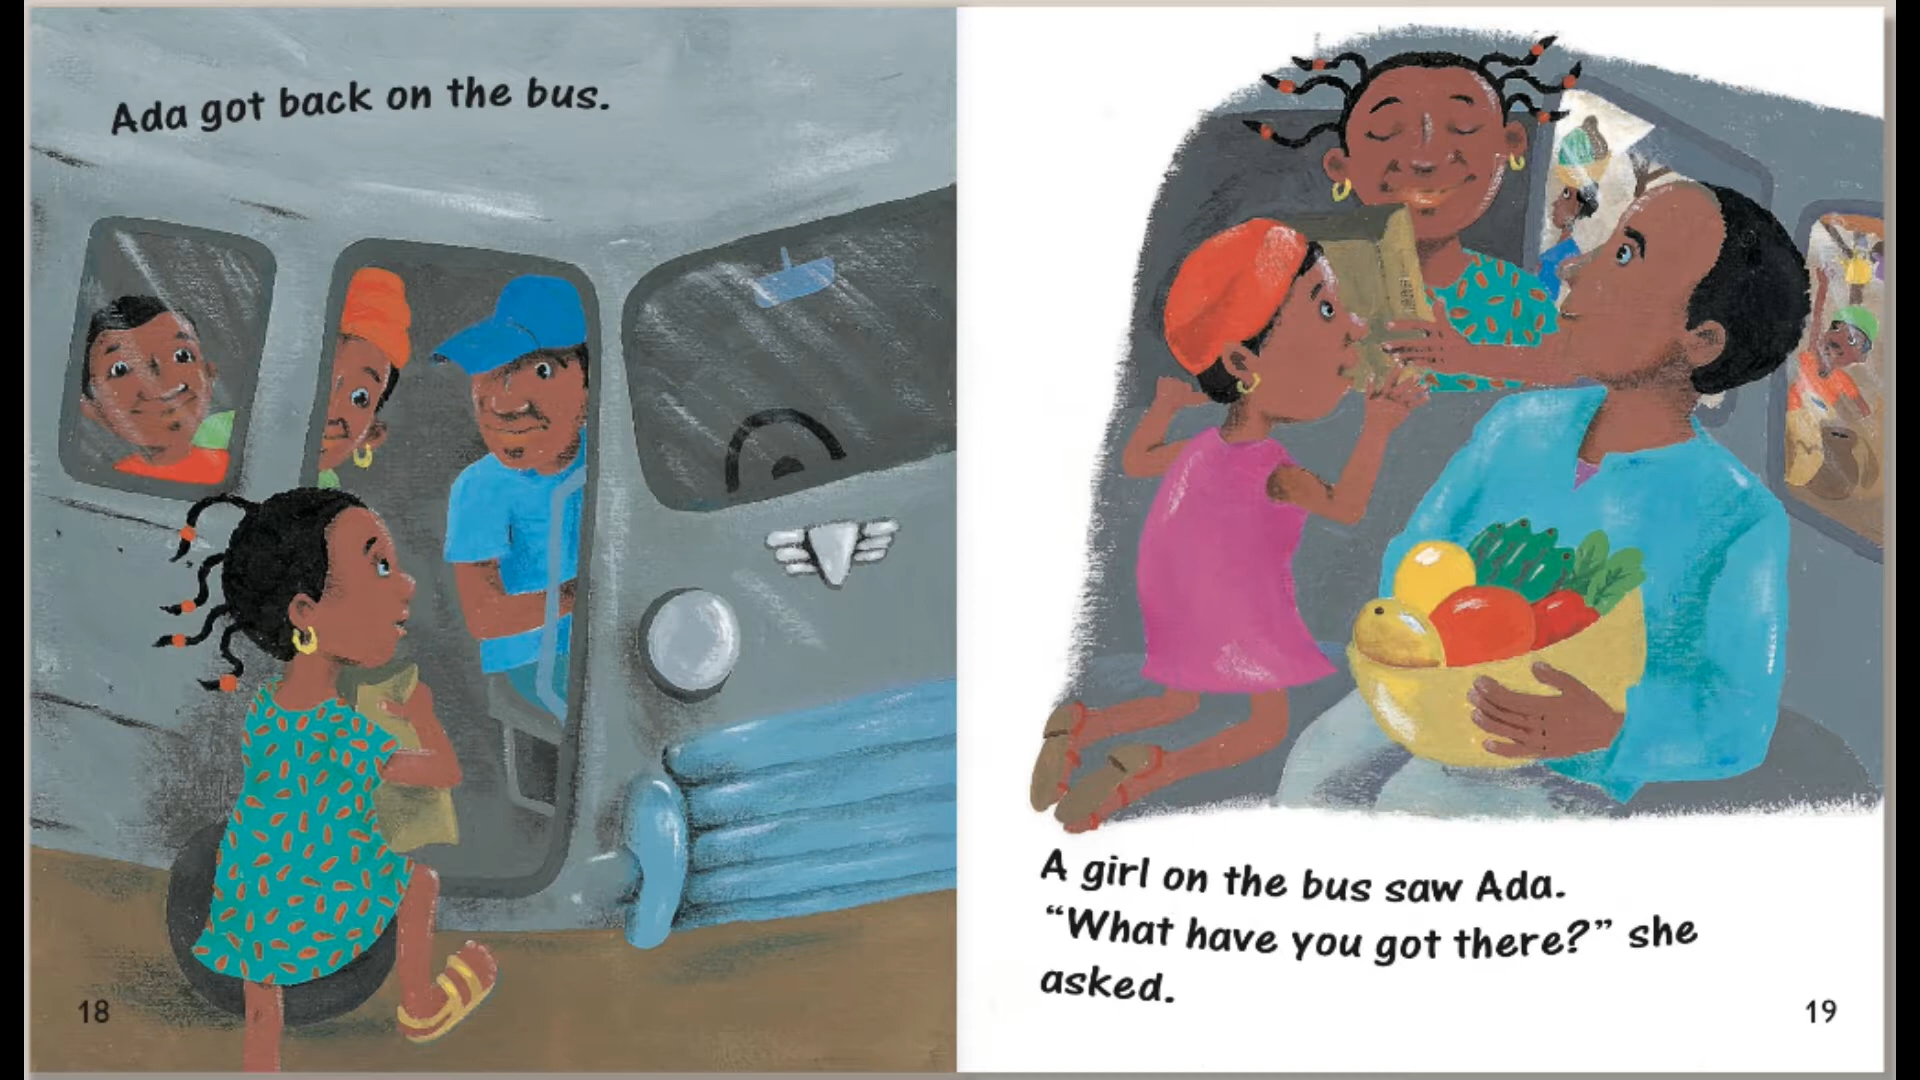 Ada got back on the bus.
18
A girl on the bus saw Ada.
“What have you got there?” she
asked.
19